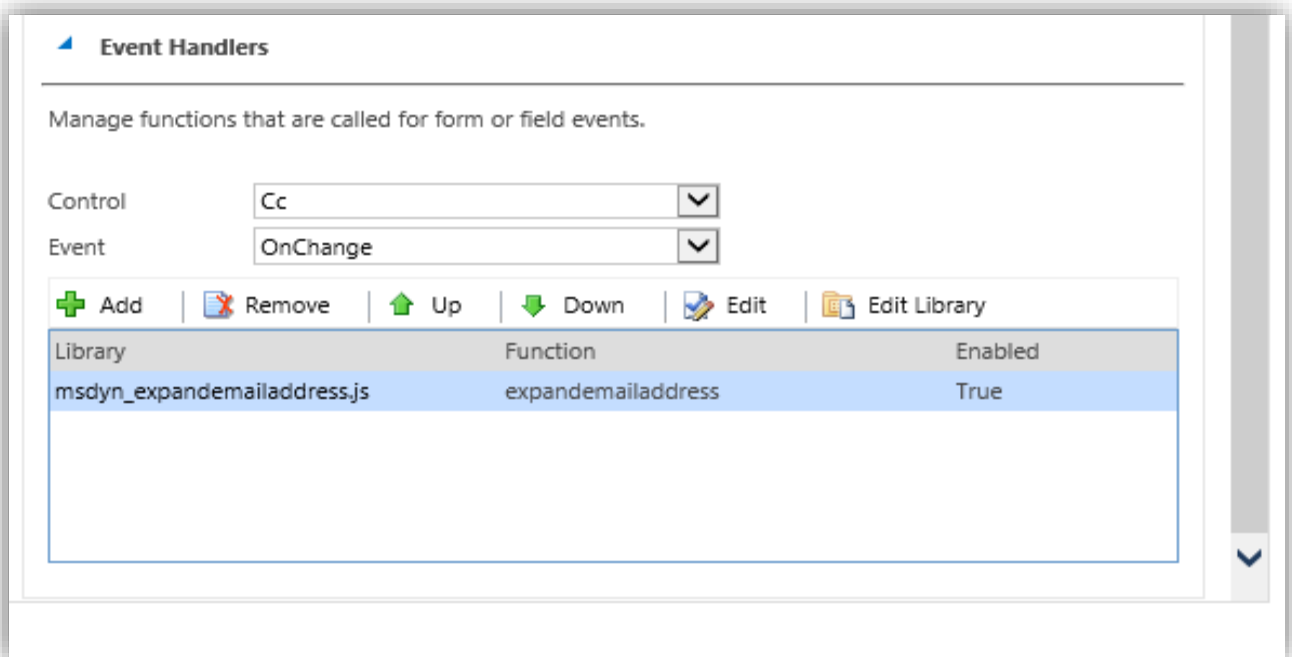 Event Handlers
Manage functions that are called for form or field events.
Control Cc
Event OnChange
Add Remove Up Down Edit Edit Library
Library Function Enabled
msdyn_expandemailaddress.js expandemailaddress True